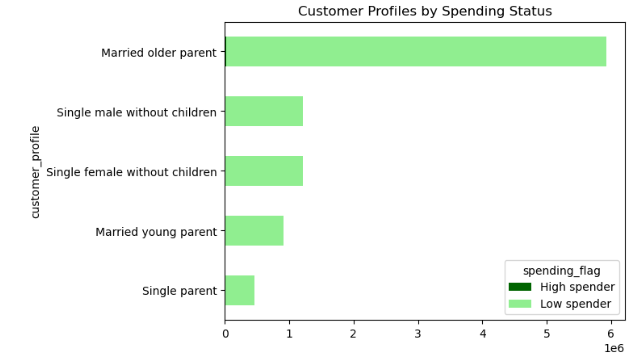 Customer Profiles by Spending Status
customer_profile
Married older parent
Single male without children
Single female without children
Married young parent
Single parent
spending_flag
High spender
Low spender
0 1 2 3 4 5 6
1e6